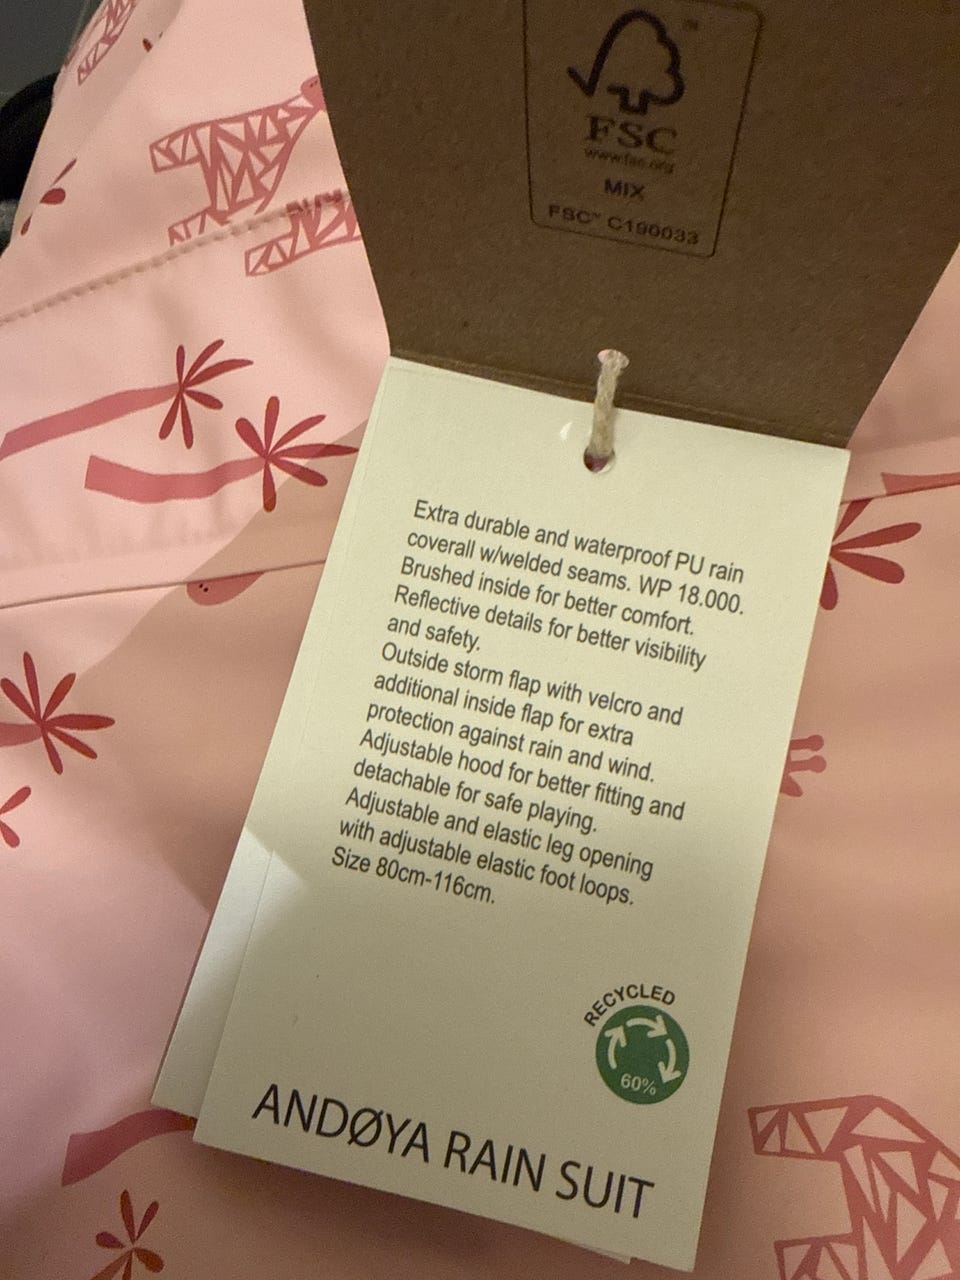 ™
FSC
www.fsc.org
MIX
FSC™ C190033
Extra durable and waterproof PU rain
coverall w/welded seams. WP 18.000.
Brushed inside for better comfort.
Reflective details for better visibility
and safety.
Outside storm flap with velcro and
additional inside flap for extra
protection against rain and wind.
Adjustable hood for better fitting and
detachable for safe playing.
Adjustable and elastic leg opening
with adjustable elastic foot loops.
Size 80cm-116cm.
RECYCLED
60%
ANDØYA RAIN SUIT